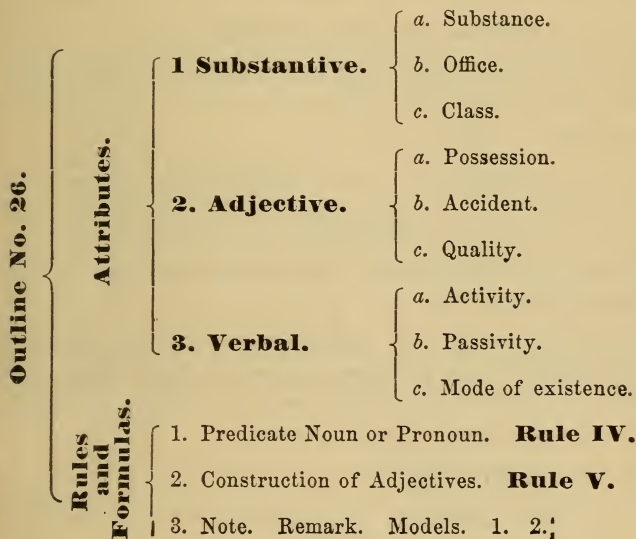 Outline No. 26.
Attributes.
1 Substantive.
a. Substance.
b. Office.
c. Class.
2. Adjective.
a. Possession.
b. Accident.
c. Quality.
3. Verbal.
a. Activity.
b. Passivity.
c. Mode of existence.
Rules
and
Formulas.
1. Predicate Noun or Pronoun. Rule IV.
2. Construction of Adjectives. Rule V.
3. Note. Remark. Models. 1. 2.